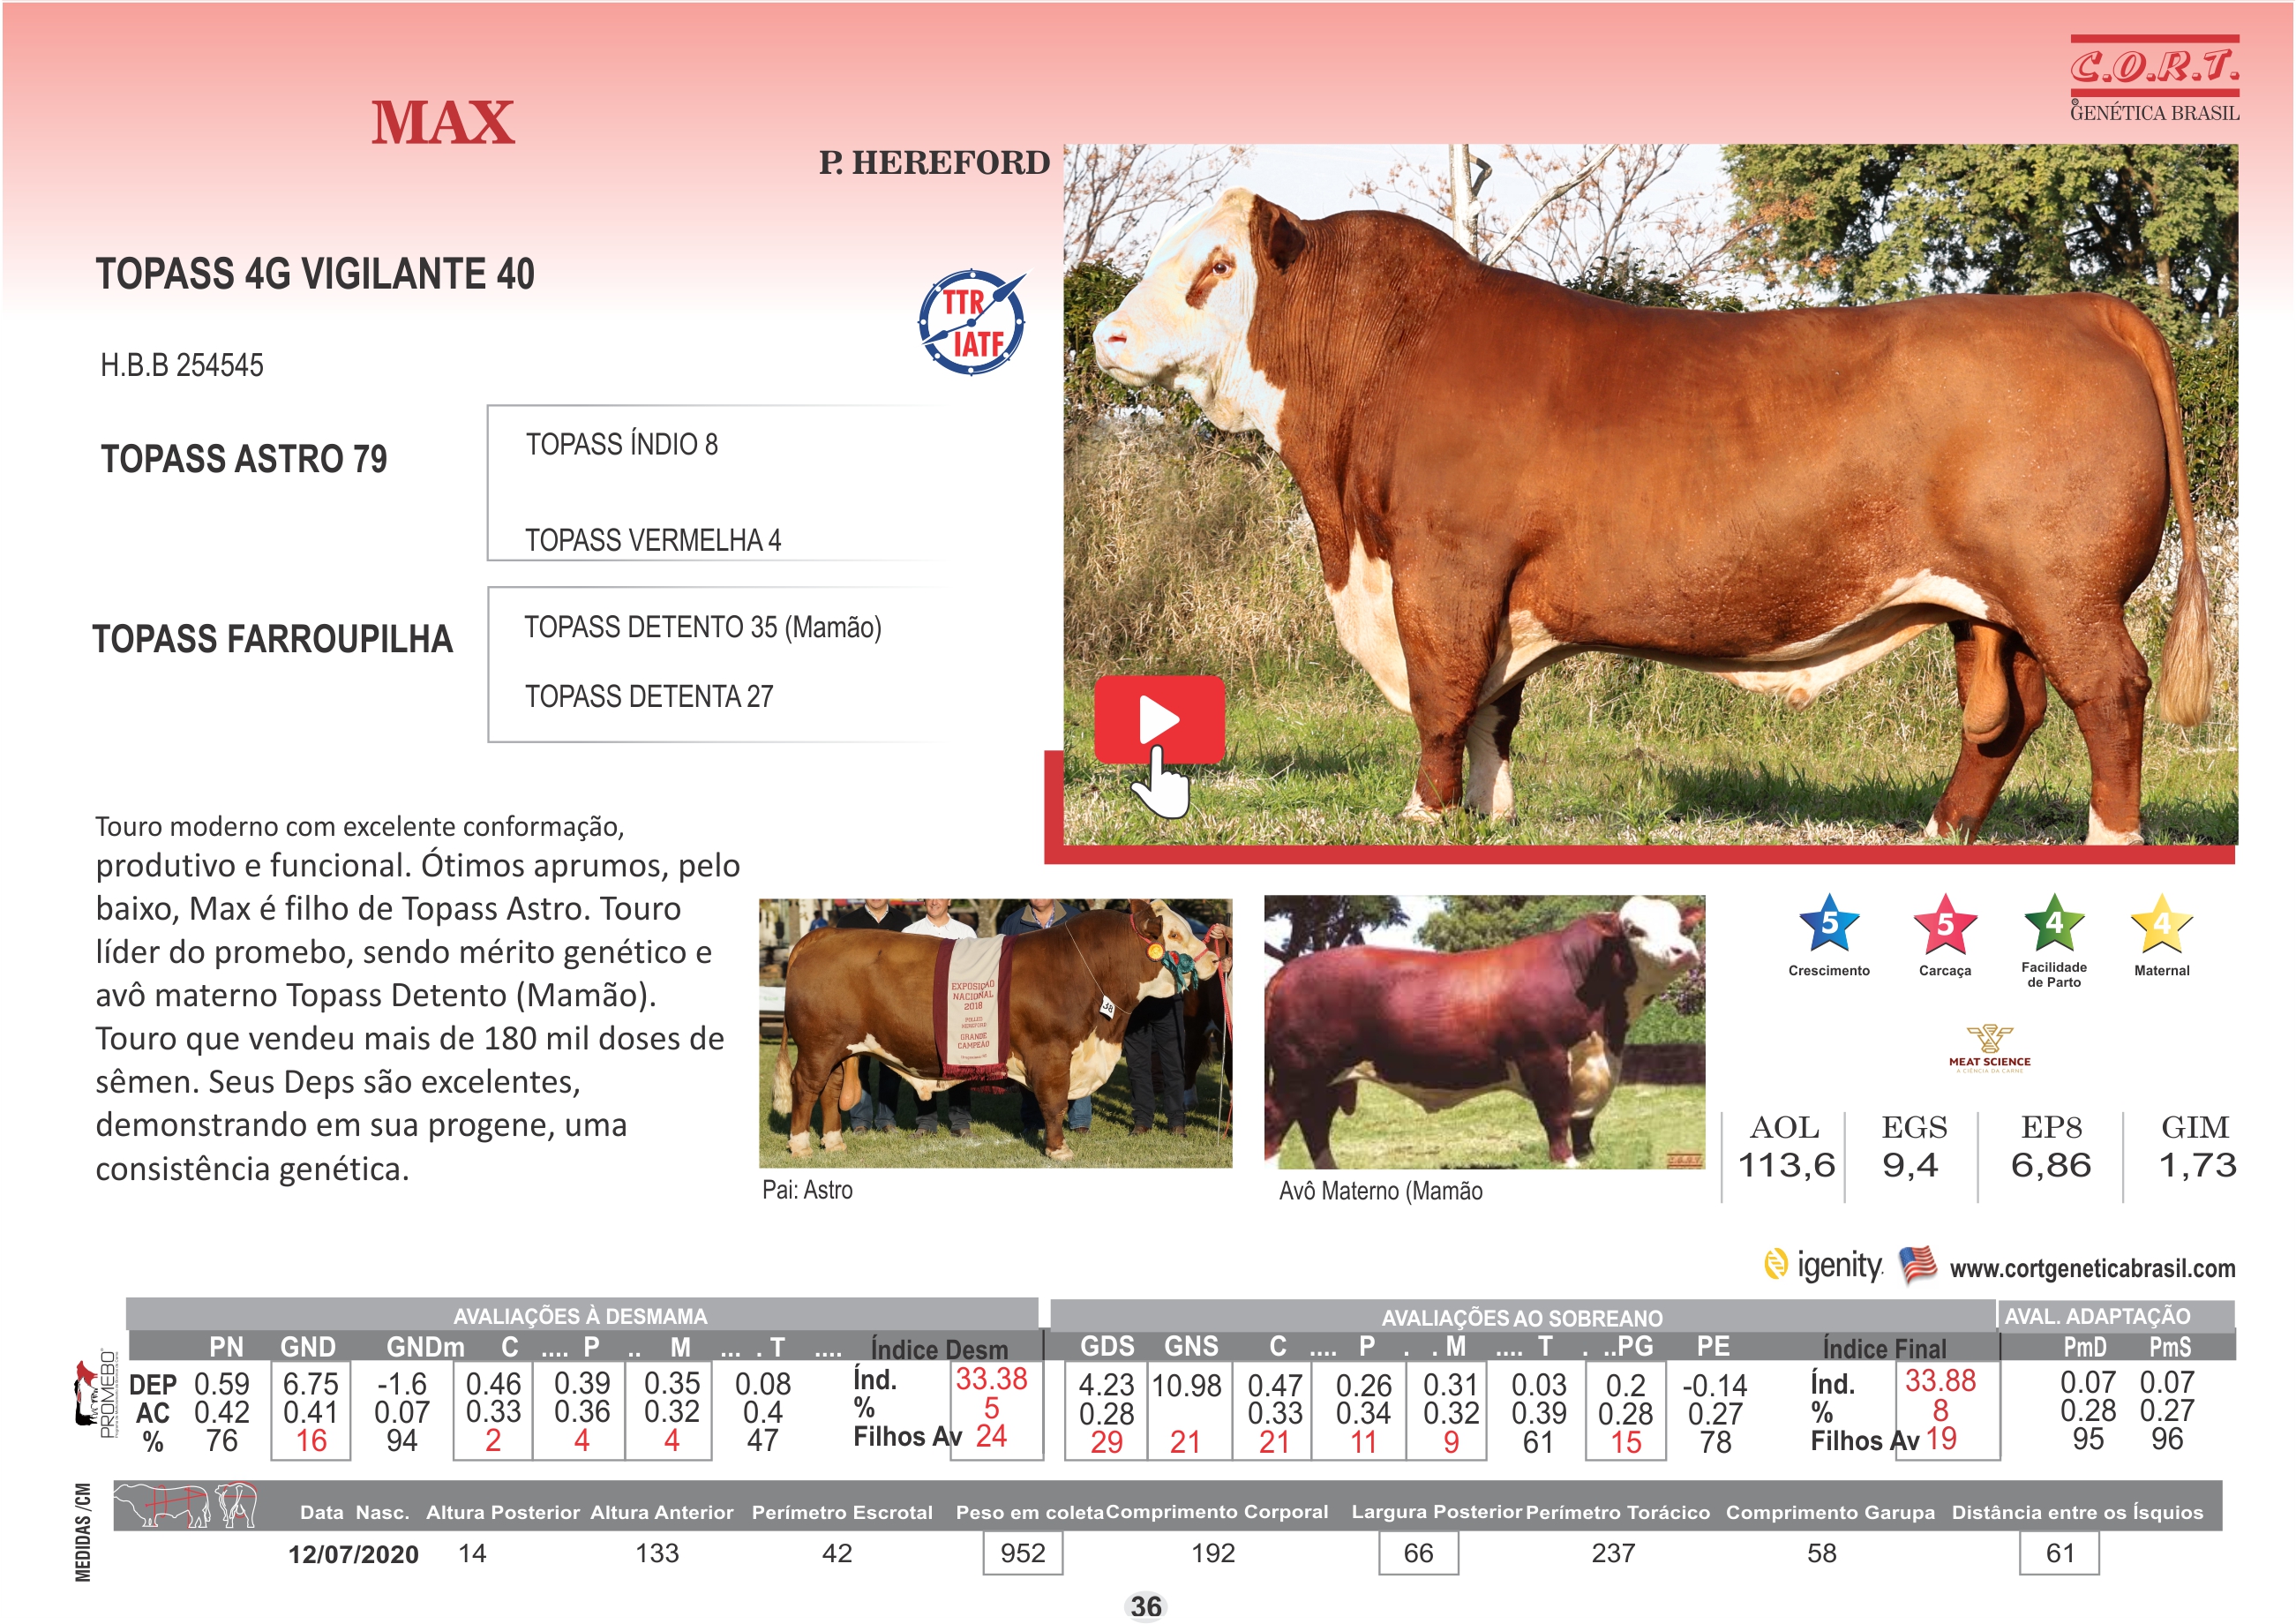 C.O.R.T.
GENÉTICA BRASIL
MAX
P. HEREFORD
TOPASS 4G VIGILANTE 40
TTR
IATF
H.B.B 254545
TOPASS ÍNDIO 8
TOPASS ASTRO 79
TOPASS VERMELHA 4
TOPASS DETENTO 35 (Mamão)
TOPASS FARROUPILHA
TOPASS DETENTA 27
Touro moderno com excelente conformação,
produtivo e funcional. Ótimos aprumos, pelo
baixo, Max é filho de Topass Astro. Touro
líder do promebo, sendo mérito genético e
avô materno Topass Detento (Mamão).
Touro que vendeu mais de 180 mil doses de
sêmen. Seus Deps são excelentes,
demonstrando em sua progene, uma
consistência genética.
EXPOSIÇÃO
NACIONAL
2018
POLLED
HEREFORD
GRANDE
CAMPEÃO
38
Pai: Astro
C.O.R.T.
Avô Materno (Mamão
5 5 4 4
Crescimento Carcaça Facilidade de Parto Maternal
MEAT SCIENCE
A CIÊNCIA DA CARNE
AOL EGS EP8 GIM
113,6 9,4 6,86 1,73
igenity. www.cortgeneticabrasil.com
AVALIAÇÕES À DESMAMA AVALIAÇÕES AO SOBREANO AVAL. ADAPTAÇÃO
PN GND GNDm C .... P .. M ... . T .... Índice Desm GDS GNS C .... P . . M .... T . ..PG PE Índice Final PmD PmS
PROMEBO
DEP 0.59 6.75 -1.6 0.46 0.39 0.35 0.08 Índ. 33.38 4.23 10.98 0.47 0.26 0.31 0.03 0.2 -0.14 Índ. 33.88 0.07 0.07
AC 0.42 0.41 0.07 0.33 0.36 0.32 0.4 % 5 0.28 0.33 0.34 0.32 0.39 0.28 0.27 % 8 0.28 0.27
% 76 16 94 2 4 4 47 Filhos Av 24 29 21 21 11 9 61 15 78 Filhos Av 19 95 96
MEDIDAS /CM
Data Nasc. Altura Posterior Altura Anterior Perímetro Escrotal Peso em coleta Comprimento Corporal Largura Posterior Perímetro Torácico Comprimento Garupa Distância entre os Ísquios
12/07/2020 14 133 42 952 192 66 237 58 61
36